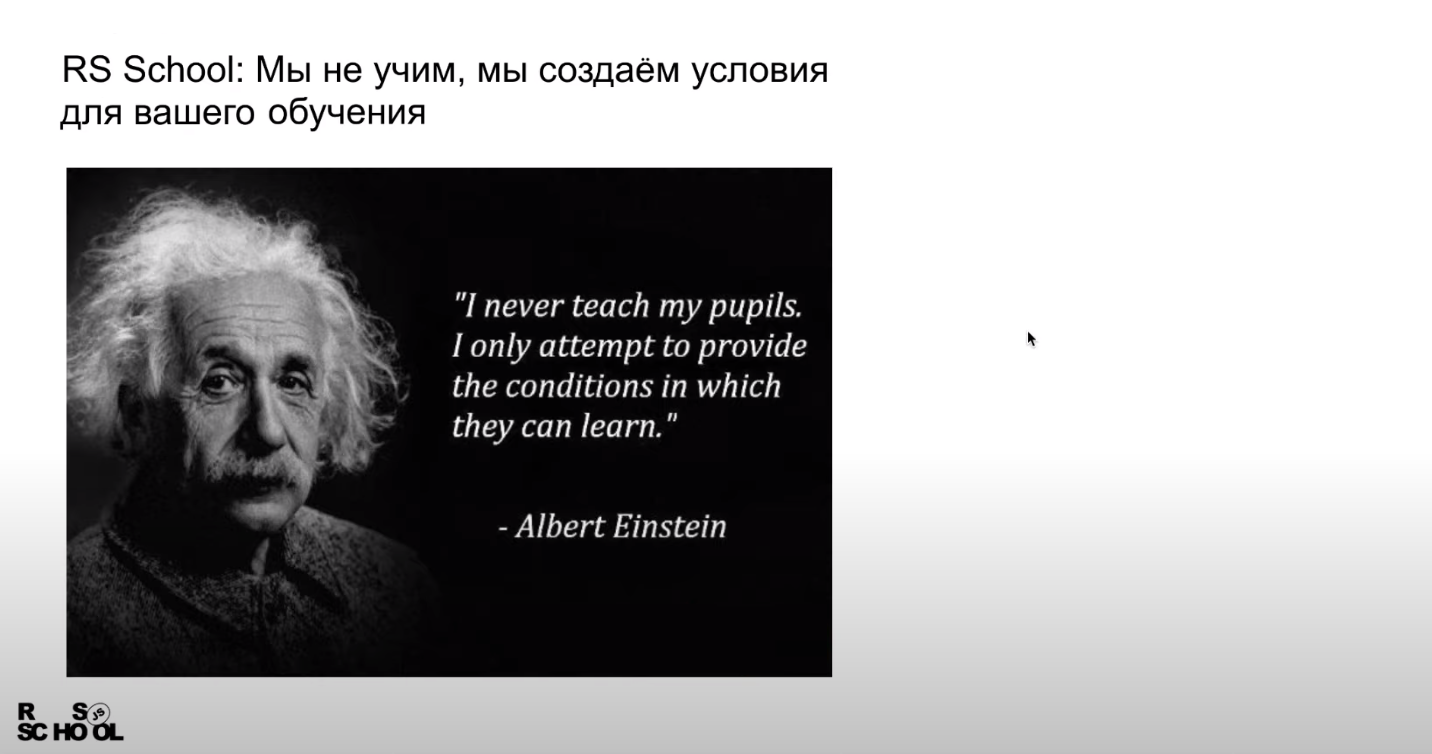 RS School: Мы не учим, мы создаём условия
для вашего обучения
"I never teach my pupils.
I only attempt to provide
the conditions in which
they can learn."
- Albert Einstein
R S JS
SCHOOL